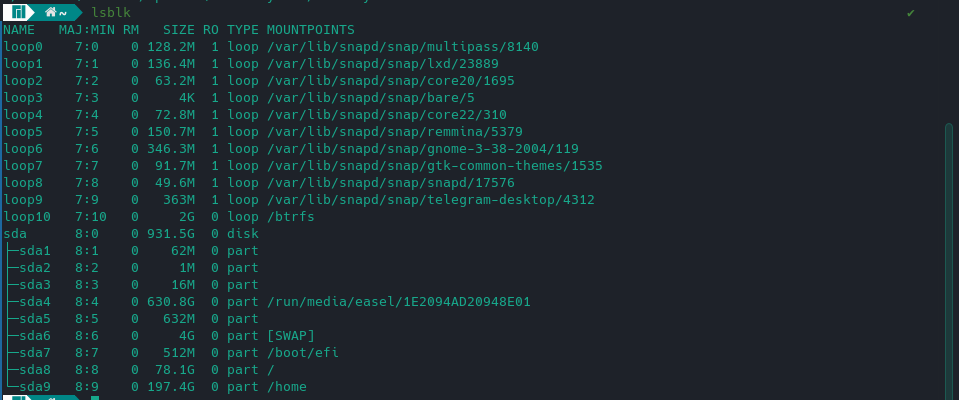 ~ lsblk ✔
NAME   MAJ:MIN RM   SIZE RO TYPE MOUNTPOINTS
loop0    7:0    0 128.2M  1 loop /var/lib/snapd/snap/multipass/8140
loop1    7:1    0 136.4M  1 loop /var/lib/snapd/snap/lxd/23889
loop2    7:2    0  63.2M  1 loop /var/lib/snapd/snap/core20/1695
loop3    7:3    0     4K  1 loop /var/lib/snapd/snap/bare/5
loop4    7:4    0  72.8M  1 loop /var/lib/snapd/snap/core22/310
loop5    7:5    0 150.7M  1 loop /var/lib/snapd/snap/remmina/5379
loop6    7:6    0 346.3M  1 loop /var/lib/snapd/snap/gnome-3-38-2004/119
loop7    7:7    0  91.7M  1 loop /var/lib/snapd/snap/gtk-common-themes/1535
loop8    7:8    0  49.6M  1 loop /var/lib/snapd/snap/snapd/17576
loop9    7:9    0   363M  1 loop /var/lib/snapd/snap/telegram-desktop/4312
loop10   7:10   0     2G  0 loop /btrfs
sda      8:0    0 931.5G  0 disk
├─sda1   8:1    0    62M  0 part
├─sda2   8:2    0     1M  0 part
├─sda3   8:3    0    16M  0 part
├─sda4   8:4    0 630.8G  0 part /run/media/easel/1E2094AD20948E01
├─sda5   8:5    0   632M  0 part
├─sda6   8:6    0     4G  0 part [SWAP]
├─sda7   8:7    0   512M  0 part /boot/efi
├─sda8   8:8    0  78.1G  0 part /
└─sda9   8:9    0 197.4G  0 part /home